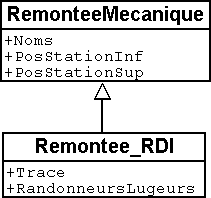 RemonteeMecanique
+Noms
+PosStationInf
+PosStationSup
Remontee_RDI
+Trace
+RandonneursLugeurs